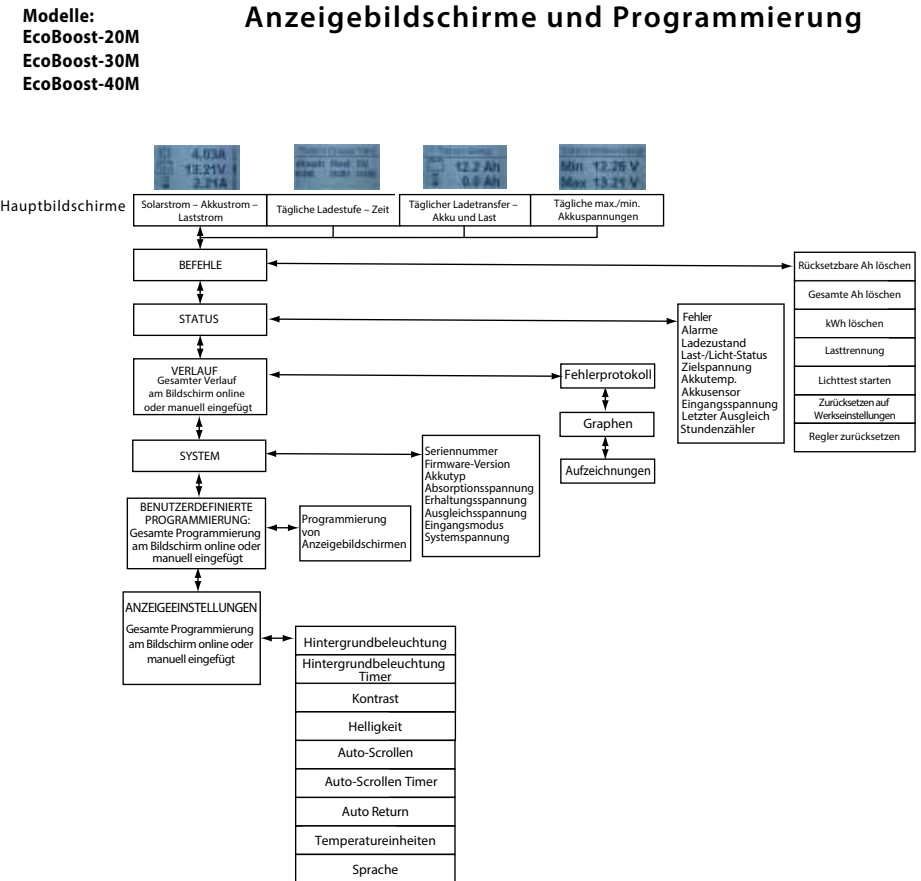 Modelle:
EcoBoost-20M
EcoBoost-30M
EcoBoost-40M
Anzeigebildschirme und Programmierung
4.03A
13.21V
2.21A
12.2 Ah
0.0 Ah
Min 12.26 V
Max 13.21 V
Hauptbildschirme
Solarstrom – Akkustrom –
Laststrom
Tägliche Ladestufe – Zeit
Täglicher Ladetransfer –
Akku und Last
Tägliche max./min.
Akkuspannungen
BEFEHLE
Rücksetzbare Ah löschen
Gesamte Ah löschen
kWh löschen
Lasttrennung
Lichttest starten
Zurücksetzen auf
Werkseinstellungen
Regler zurücksetzen
STATUS
Fehler
Alarme
Ladezustand
Last-/Licht-Status
Zielspannung
Akkutemp.
Akkusensor
Eingangsspannung
Letzter Ausgleich
Stundenzähler
VERLAUF
Gesamter Verlauf
am Bildschirm online
oder manuell eingefügt
Fehlerprotokoll
Graphen
Aufzeichnungen
SYSTEM
Seriennummer
Firmware-Version
Akkutyp
Absorptionsspannung
Erhaltungsspannung
Ausgleichsspannung
Eingangsmodus
Systemspannung
BENUTZERDEFINIERTE
PROGRAMMIERUNG:
Gesamte Programmierung
am Bildschirm online oder
manuell eingefügt
Programmierung
von
Anzeigebildschirmen
ANZEIGEEINSTELLUNGEN
Gesamte Programmierung
am Bildschirm online oder
manuell eingefügt
Hintergrundbeleuchtung
Hintergrundbeleuchtung
Timer
Kontrast
Helligkeit
Auto-Scrollen
Auto-Scrollen Timer
Auto Return
Temperatureinheiten
Sprache